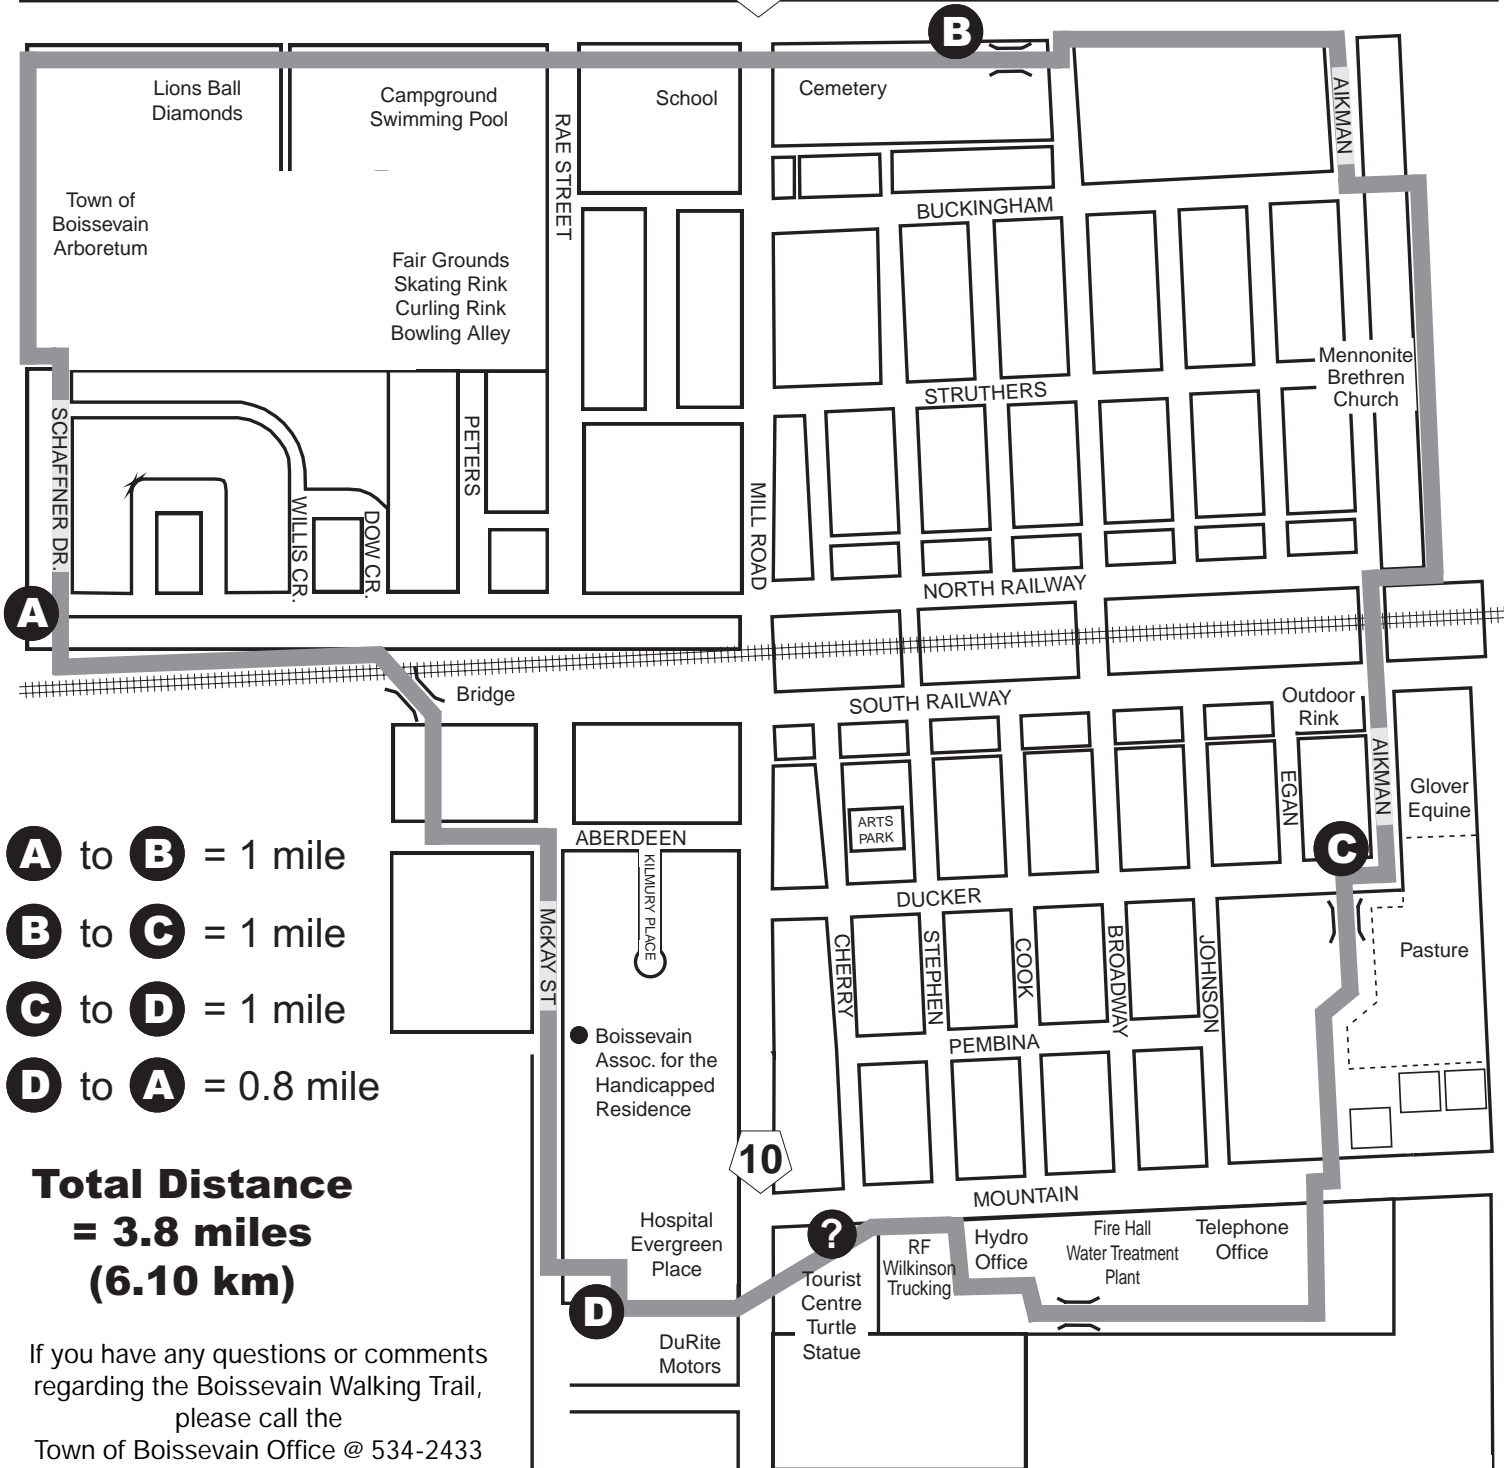 B
Lions Ball
Diamonds
Campground
Swimming Pool
School
Cemetery
AIKMAN
RAE STREET
Town of
Boissevain
Arboretum
BUCKINGHAM
Fair Grounds
Skating Rink
Curling Rink
Bowling Alley
Mennonite
Brethren
Church
STRUTHERS
SCHAFFNER DR.
PETERS
WILLIS CR.
DOW CR.
MILL ROAD
NORTH RAILWAY
A
Bridge
SOUTH RAILWAY
Outdoor
Rink
AIKMAN
EGAN
Glover
Equine
ARTS
PARK
ABERDEEN
KILMURY PLACE
C
DUCKER
McKAY ST
CHERRY
STEPHEN
COOK
BROADWAY
JOHNSON
Pasture
PEMBINA
Boissevain
Assoc. for the
Handicapped
Residence
10
MOUNTAIN
Hospital
Evergreen
Place
?
Tourist
Centre
Turtle
Statue
RF
Wilkinson
Trucking
Hydro
Office
Fire Hall
Water Treatment
Plant
Telephone
Office
D
DuRite
Motors
A to B = 1 mile
B to C = 1 mile
C to D = 1 mile
D to A = 0.8 mile
Total Distance
= 3.8 miles
(6.10 km)
If you have any questions or comments
regarding the Boissevain Walking Trail,
please call the
Town of Boissevain Office @ 534-2433